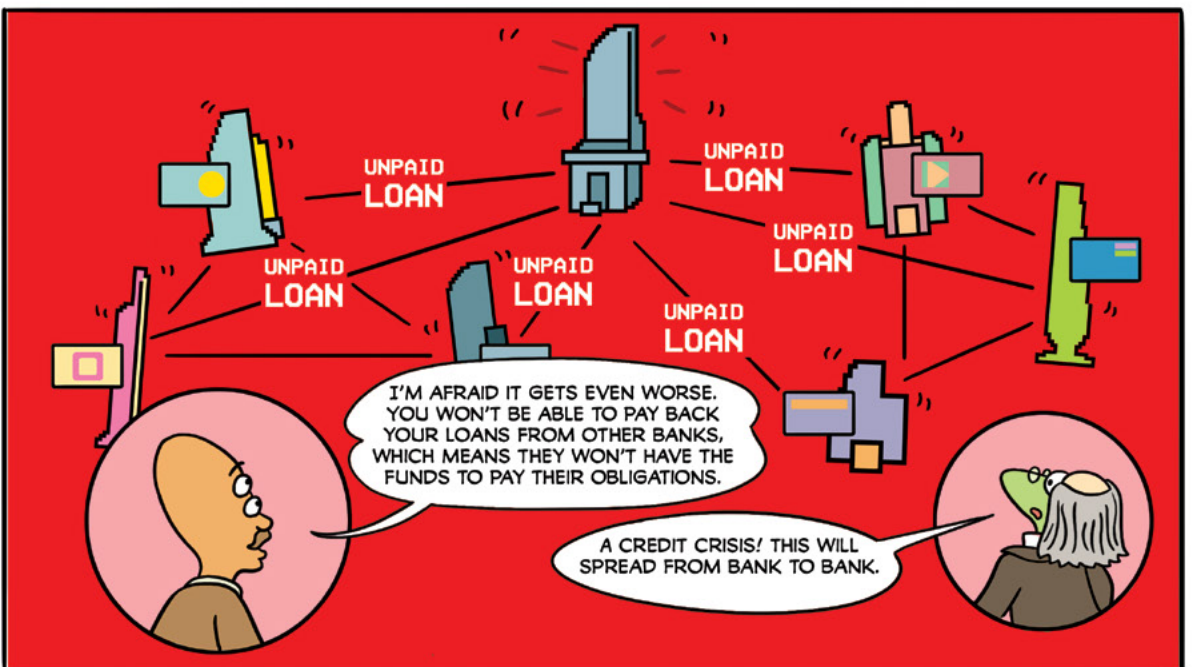 UNPAID
LOAN
UNPAID
LOAN
UNPAID
LOAN
UNPAID
LOAN
UNPAID
LOAN
UNPAID
LOAN
I'M AFRAID IT GETS EVEN WORSE.
YOU WON'T BE ABLE TO PAY BACK
YOUR LOANS FROM OTHER BANKS,
WHICH MEANS THEY WON'T HAVE THE
FUNDS TO PAY THEIR OBLIGATIONS.
A CREDIT CRISIS! THIS WILL
SPREAD FROM BANK TO BANK.